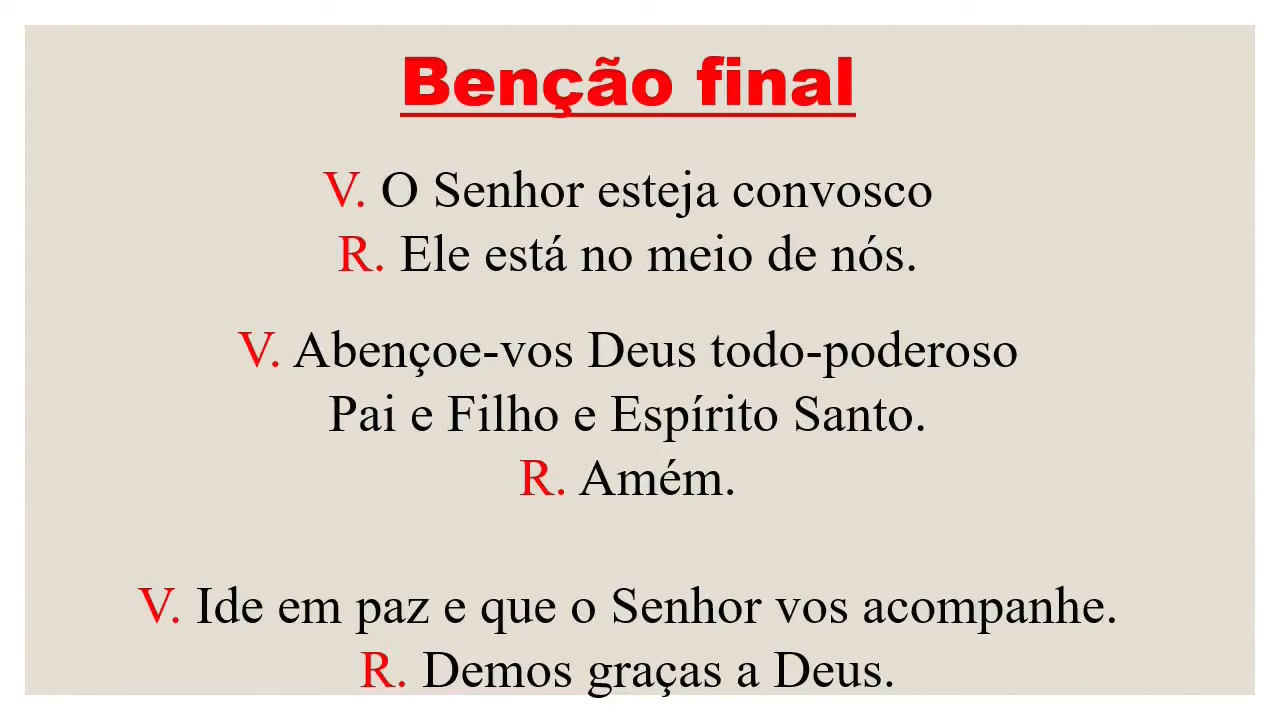 Benção final
V. O Senhor esteja convosco
R. Ele está no meio de nós.
V. Abençoe-vos Deus todo-poderoso
Pai e Filho e Espírito Santo.
R. Amém.
V. Ide em paz e que o Senhor vos acompanhe.
R. Demos graças a Deus.